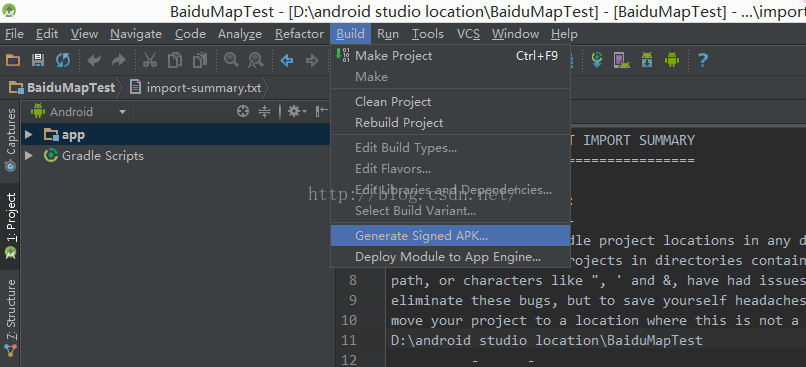 BaiduMapTest - [D:\android studio location\BaiduMapTest] - [BaiduMapTest] - ...\import
File Edit View Navigate Code Analyze Refactor Build Run Tools VCS Window Help
BaiduMapTest import-summary.txt
Android
app
Gradle Scripts
Captures
1: Project
7: Structure
Make Project Ctrl+F9
Make
Clean Project
Rebuild Project
Edit Build Types...
Edit Flavors...
Edit Libraries and Dependencies...
Select Build Variant...
Generate Signed APK...
Deploy Module to App Engine...
http://blog.csdn.net/
T IMPORT SUMMARY
================
:
-
dle project locations in any d
rojects in directories contain
8 path, or characters like ", ' and &, have had issues
9 eliminate these bugs, but to save yourself headaches
10 move your project to a location where this is not a
11 D:\android studio location\BaiduMapTest
12 - -